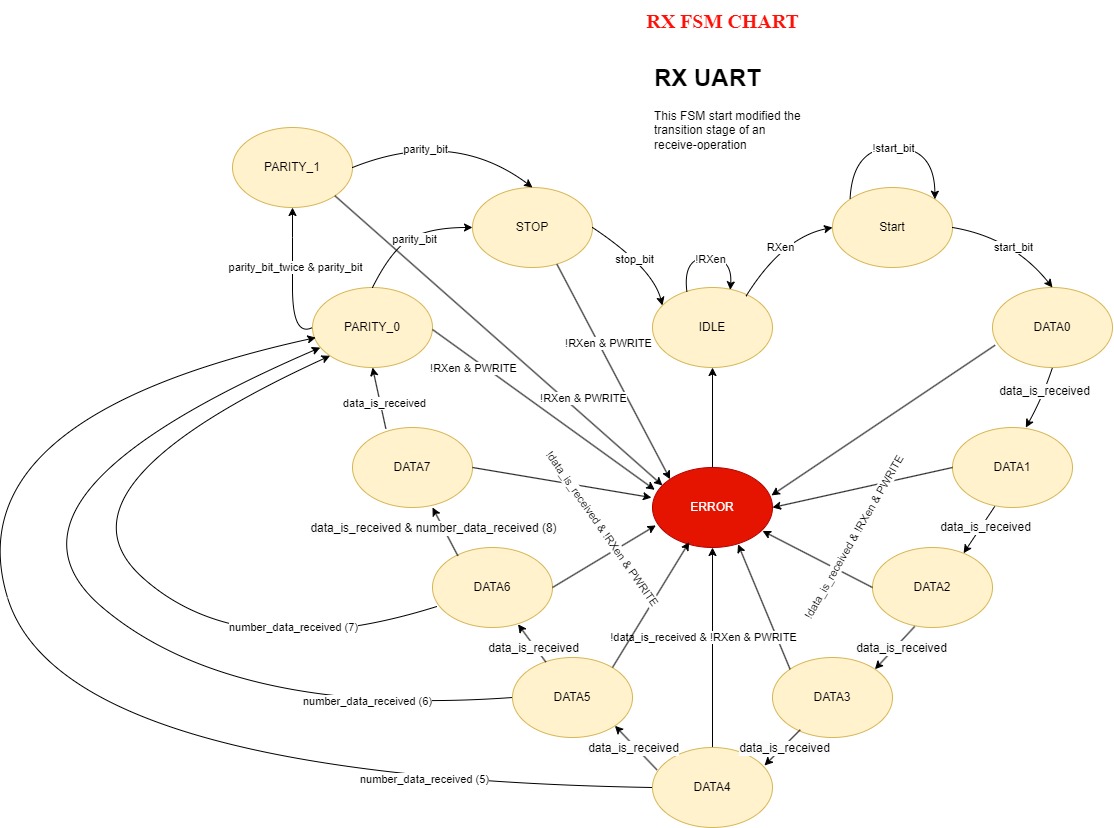 RX FSM CHART
RX UART
This FSM start modified the
transition stage of an
receive-operation
PARITY_1
parity_bit
!start_bit
STOP
Start
parity_bit
RXen
start_bit
stop_bit
!RXen
parity_bit_twice & parity_bit
PARITY_0
IDLE
DATA0
!RXen & PWRITE
!RXen & PWRITE
!RXen & PWRITE
data_is_received
data_is_received
DATA7
DATA1
!data_is_received & !RXen & PWRITE
ERROR
!data_is_received & !RXen & PWRITE
data_is_received & number_data_received (8)
data_is_received
DATA6
DATA2
number_data_received (7)
!data_is_received & !RXen & PWRITE
data_is_received
data_is_received
DATA5
DATA3
number_data_received (6)
data_is_received
data_is_received
number_data_received (5)
DATA4